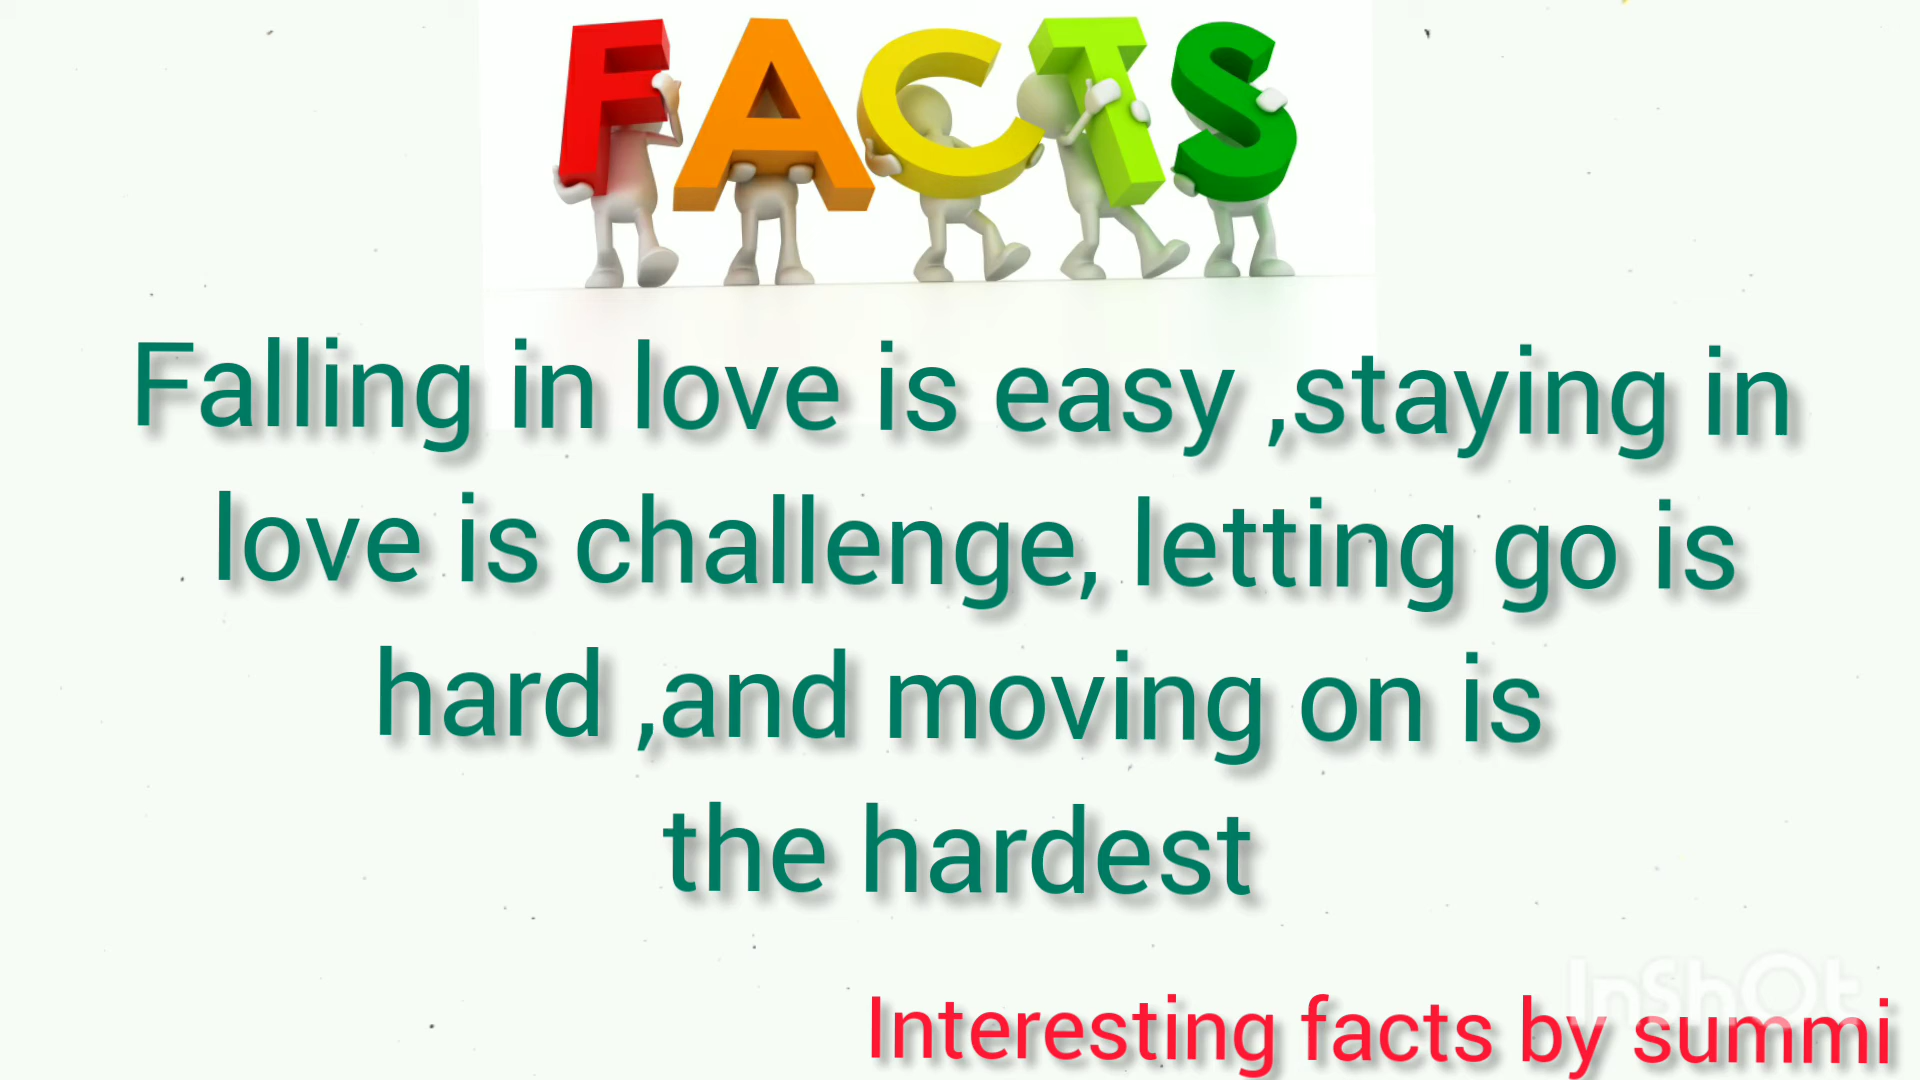 FACTS
Falling in love is easy ,staying in
love is challenge, letting go is
hard ,and moving on is
the hardest
InShOt
Interesting facts by summi